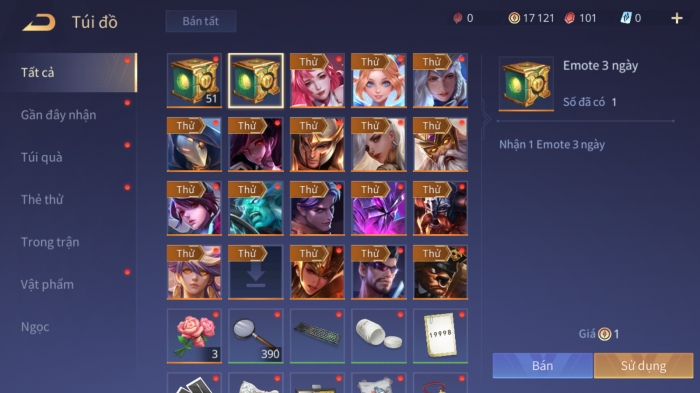 Túi đồ
Bán tất
0
17 121
101
0
+
Tất cả
Gần đây nhận
Túi quà
Thẻ thử
Trong trận
Vật phẩm
Ngọc
51
Thử Thử Thử
Thử Thử Thử Thử Thử
Thử Thử Thử Thử Thử
Thử Thử Thử Thử Thử
3
390
19998
Emote 3 ngày
Số đã có 1
Nhận 1 Emote 3 ngày
Giá 1
Bán
Sử dụng